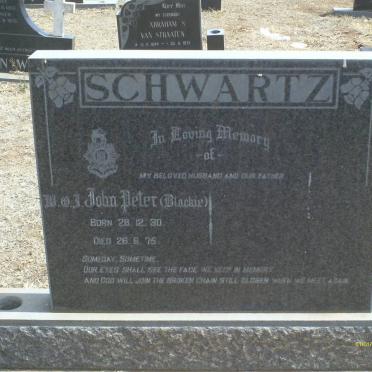 ABRAHAM S
VAN STRAATEN
SCHWARTZ
In Loving Memory
- of -
MY BELOVED HUSBAND AND OUR FATHER
W.O.I. John Peter (Blackie)
BORN 28.12.30
DIED 26.6.75
SOMEDAY, SOMETIME,
OUR EYES SHALL SEE THE FACE WE KEEP IN MEMORY
AND GOD WILL JOIN THE BROKEN CHAIN STILL CLOSER WHEN WE MEET AGAIN